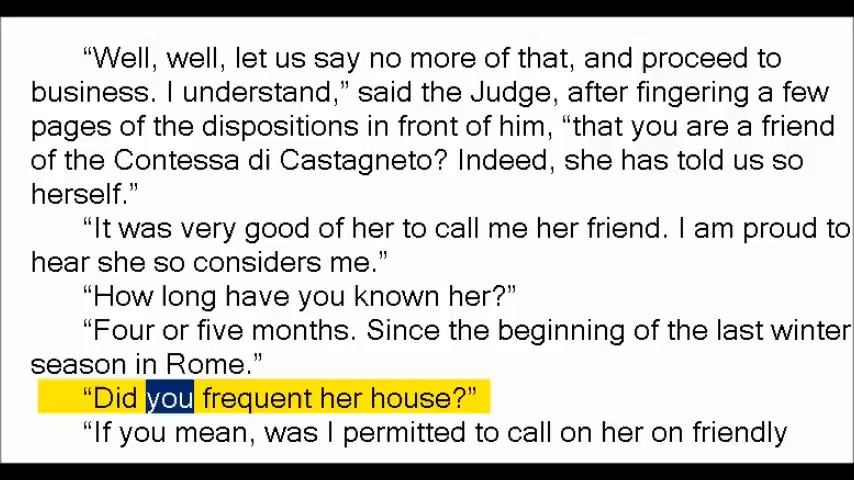 “Well, well, let us say no more of that, and proceed to
business. I understand,” said the Judge, after fingering a few
pages of the dispositions in front of him, “that you are a friend
of the Contessa di Castagneto? Indeed, she has told us so
herself.”
“It was very good of her to call me her friend. I am proud to
hear she so considers me.”
“How long have you known her?”
“Four or five months. Since the beginning of the last winter
season in Rome.”
“Did you frequent her house?”
“If you mean, was I permitted to call on her on friendly